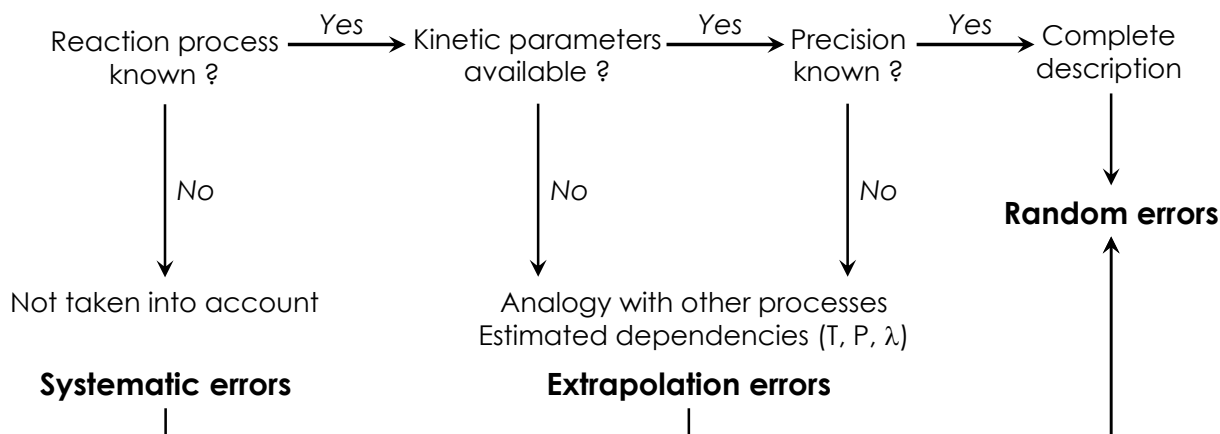 Reaction process known ?
Yes
Kinetic parameters available ?
Yes
Precision known ?
Yes
Complete description
No
No
No
Random errors
Not taken into account
Analogy with other processes
Estimated dependencies (T, P, λ)
Systematic errors
Extrapolation errors